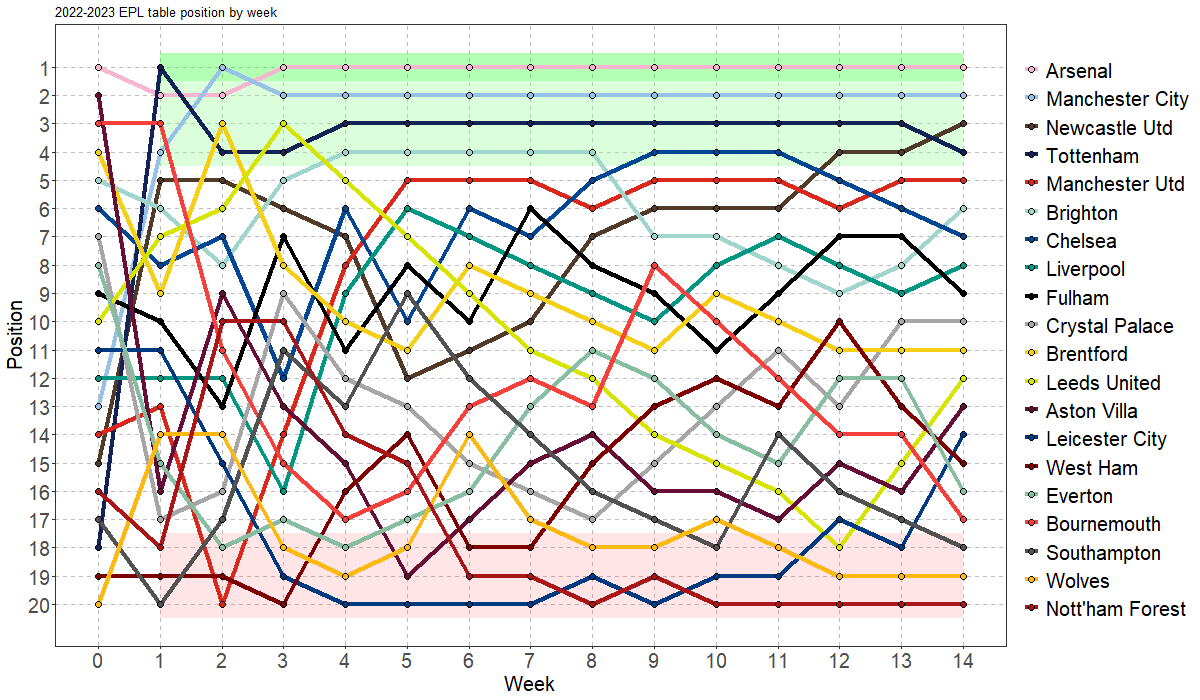 2022-2023 EPL table position by week
Position
1
2
3
4
5
6
7
8
9
10
11
12
13
14
15
16
17
18
19
20
0 1 2 3 4 5 6 7 8 9 10 11 12 13 14
Week
Arsenal
Manchester City
Newcastle Utd
Tottenham
Manchester Utd
Brighton
Chelsea
Liverpool
Fulham
Crystal Palace
Brentford
Leeds United
Aston Villa
Leicester City
West Ham
Everton
Bournemouth
Southampton
Wolves
Nott'ham Forest